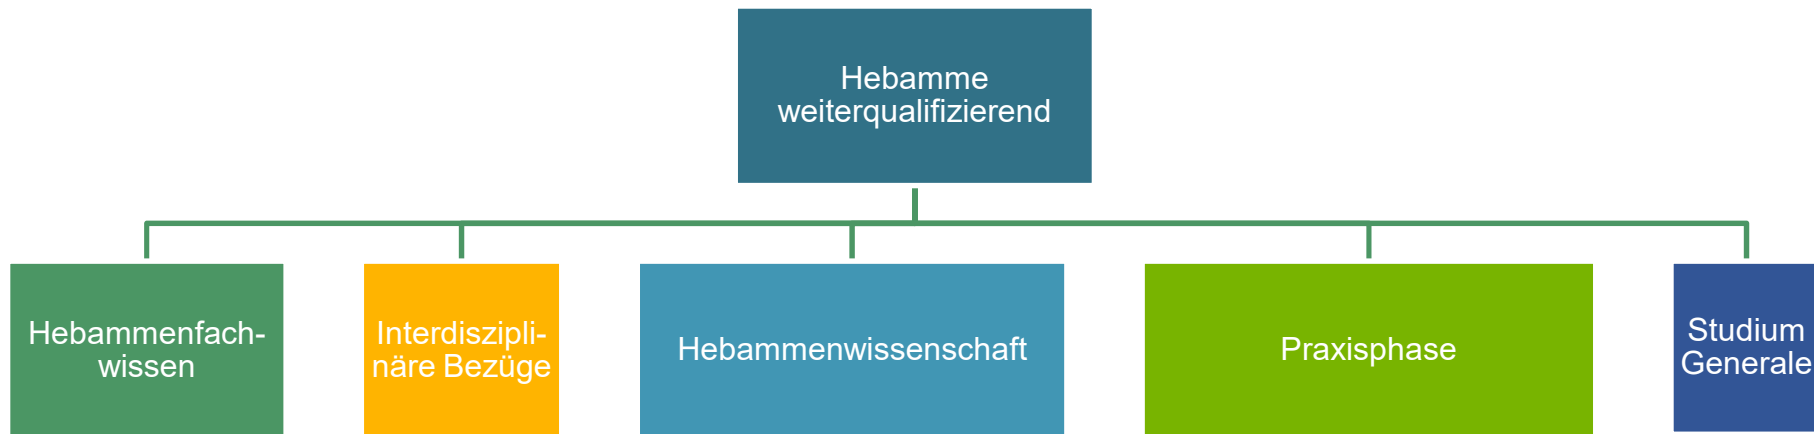 Hebamme
weiterqualifizierend
Hebammenfach-
wissen
Interdiszipli-
näre Bezüge
Hebammenwissenschaft
Praxisphase
Studium
Generale